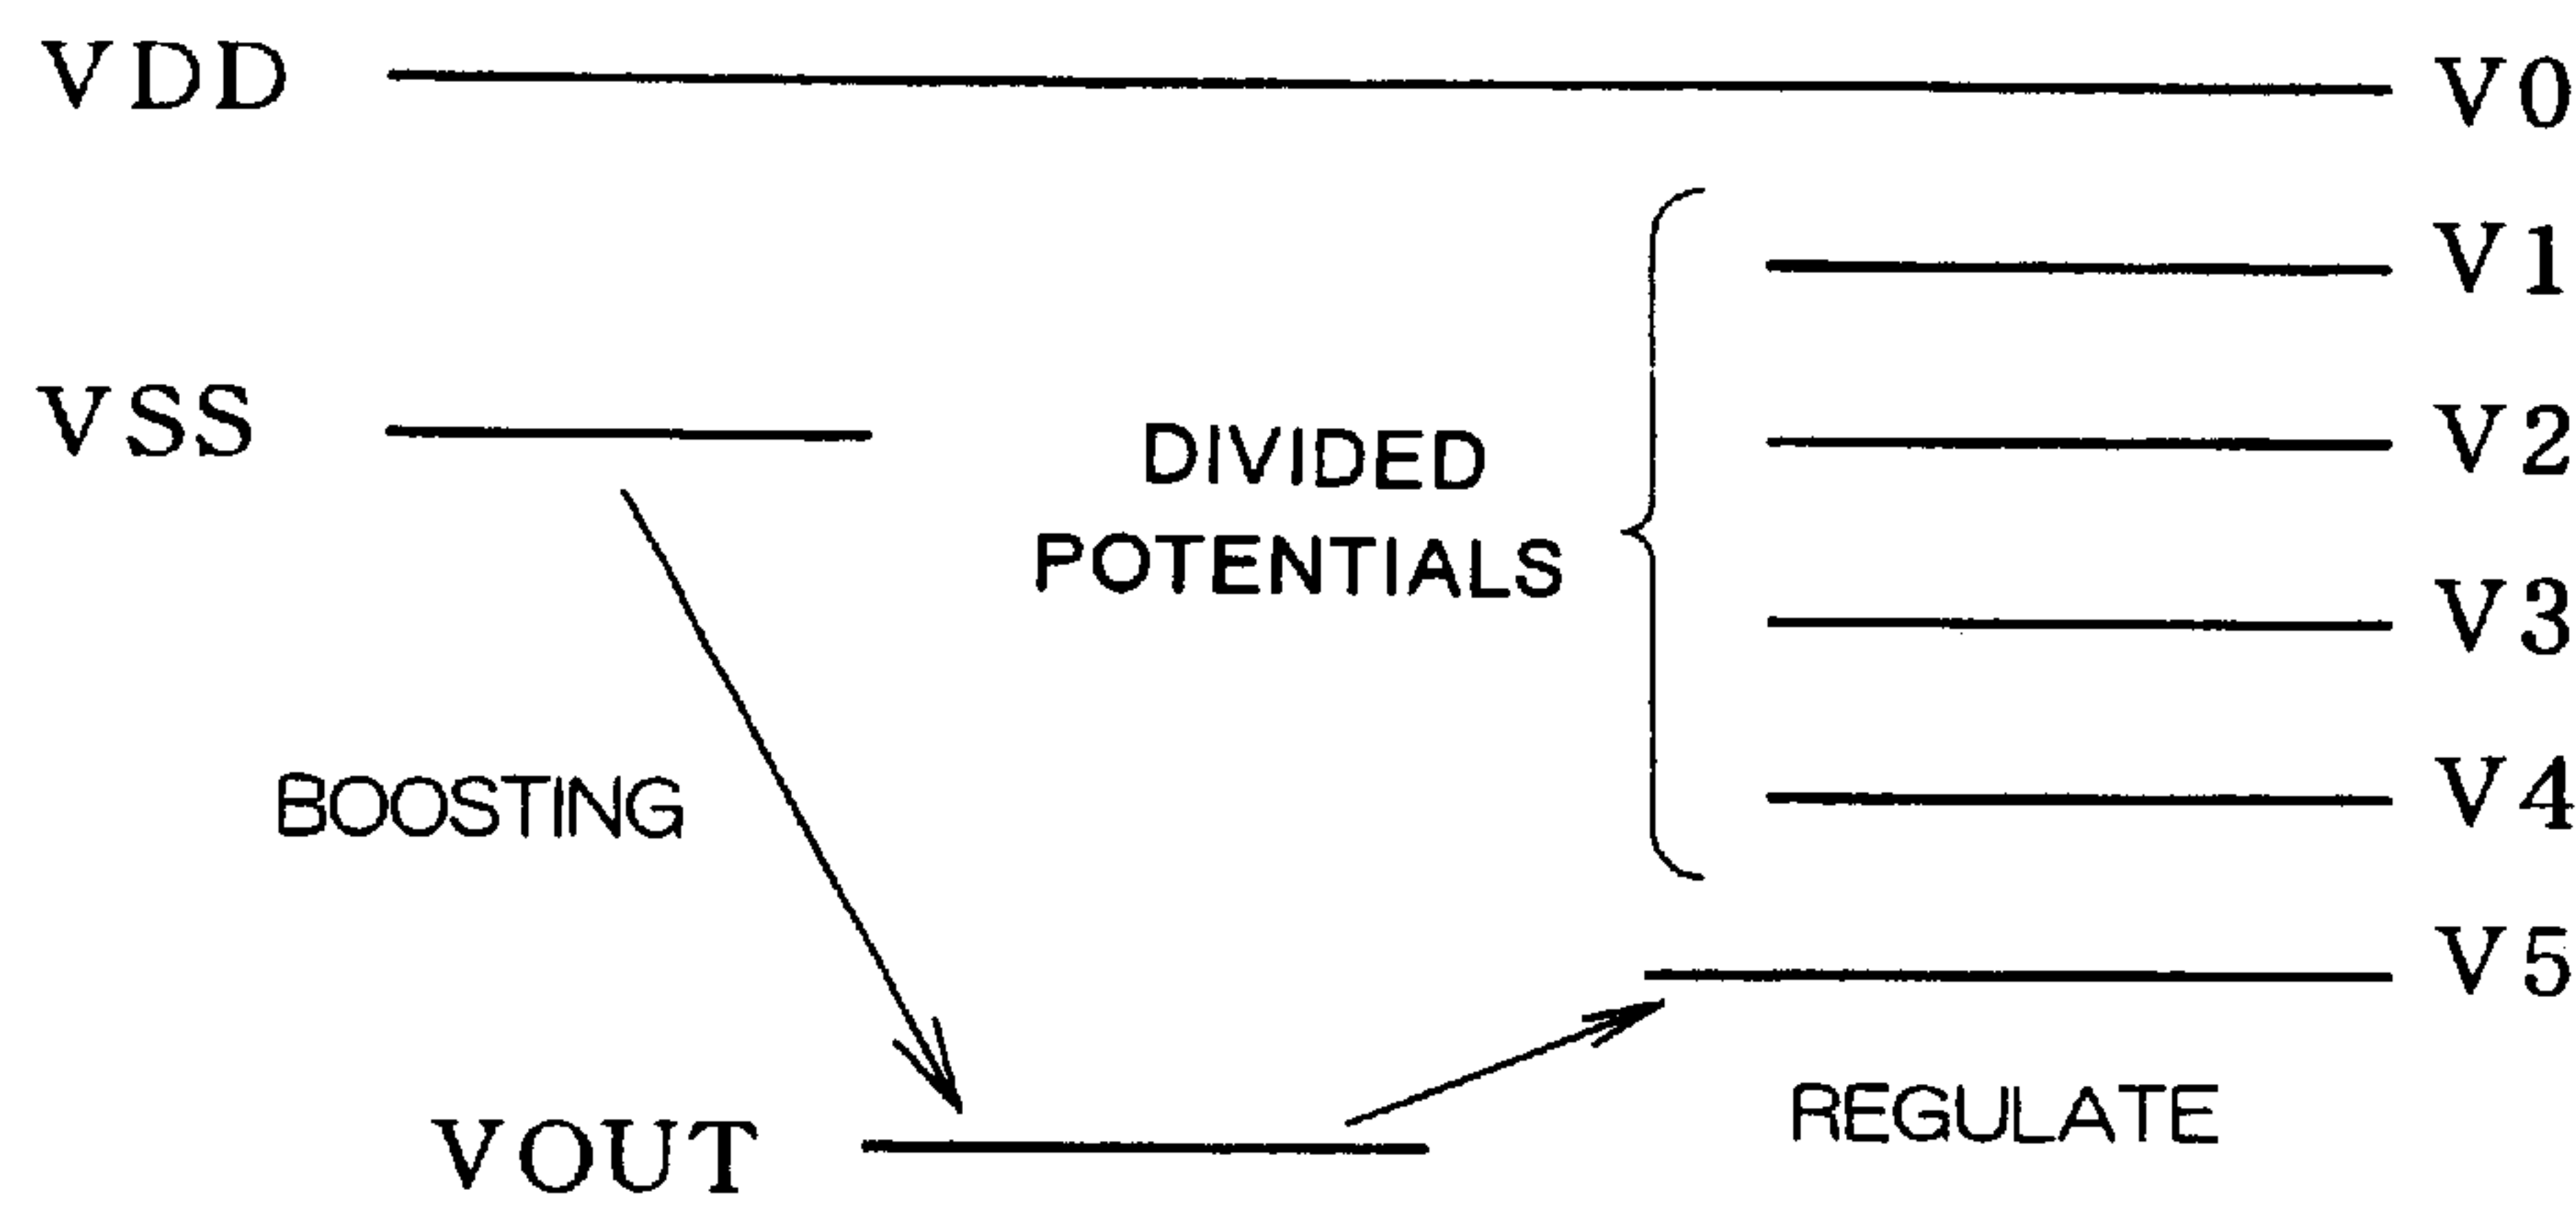 VDD
V0
V1
VSS
DIVIDED
POTENTIALS
V2
V3
BOOSTING
V4
V5
REGULATE
VOUT